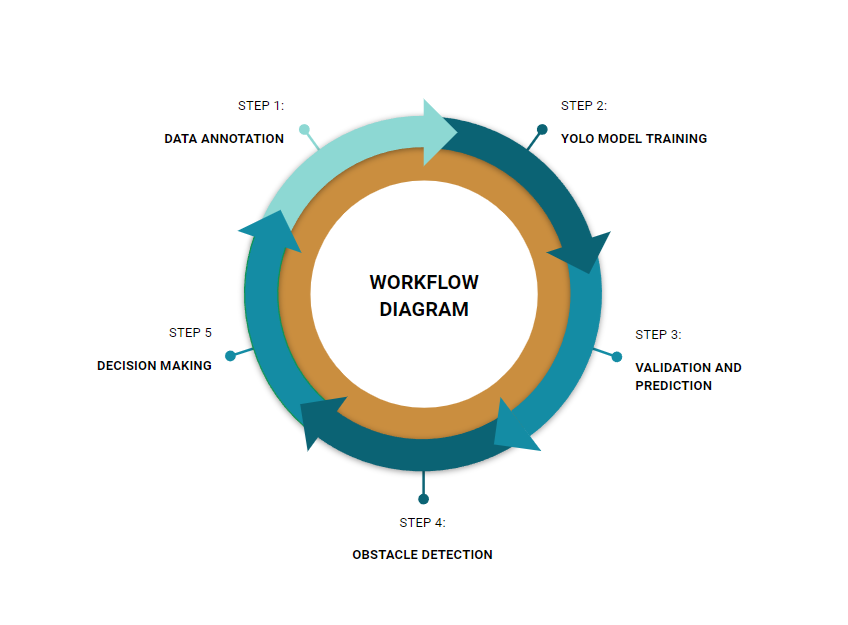 STEP 1:
DATA ANNOTATION
STEP 2:
YOLO MODEL TRAINING
WORKFLOW
DIAGRAM
STEP 3:
VALIDATION AND
PREDICTION
STEP 4:
OBSTACLE DETECTION
STEP 5
DECISION MAKING